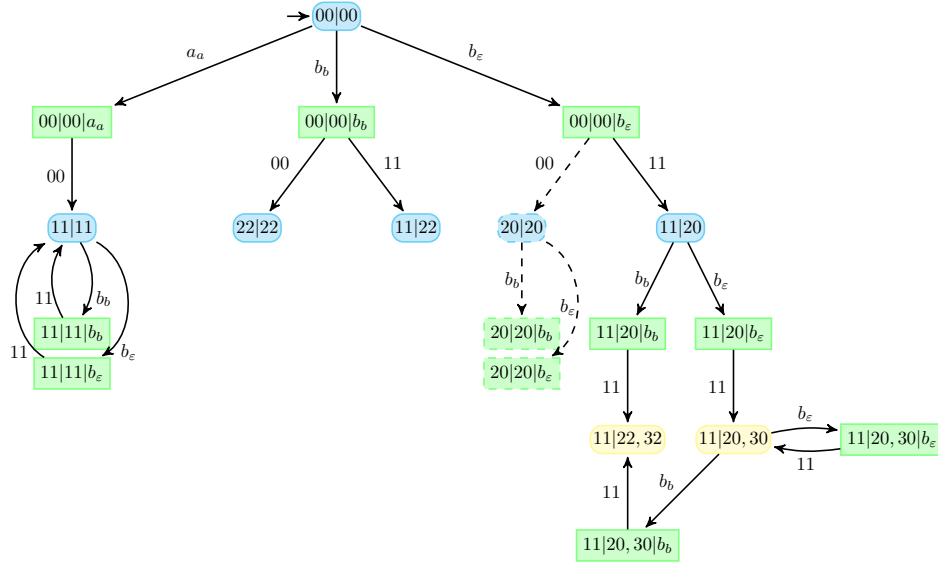 00|00
a_a
b_b
b_ε
00|00|a_a
00|00|b_b
00|00|b_ε
00
00
11
00
11
11|11
22|22
11|22
20|20
11|20
11
b_b
b_b
b_ε
b_b
b_ε
11|11|b_b
20|20|b_b
11|20|b_b
11|20|b_ε
11
b_ε
11|11|b_ε
20|20|b_ε
11
11
b_ε
11|22, 32
11|20, 30
11|20, 30|b_ε
11
11
b_b
11|20, 30|b_b